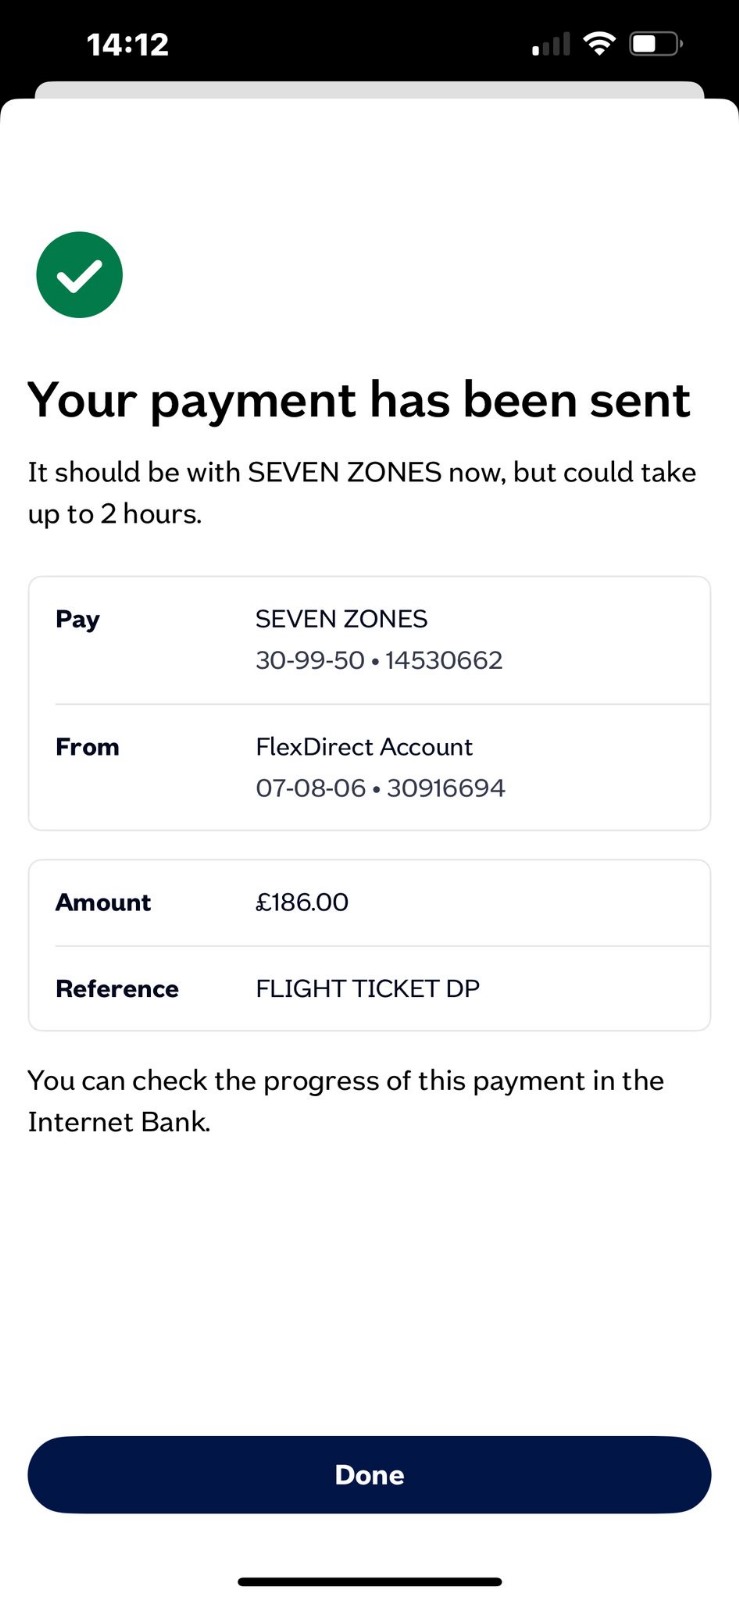 14:12
Your payment has been sent
It should be with SEVEN ZONES now, but could take
up to 2 hours.
Pay SEVEN ZONES
30-99-50 • 14530662
From FlexDirect Account
07-08-06 • 30916694
Amount £186.00
Reference FLIGHT TICKET DP
You can check the progress of this payment in the
Internet Bank.
Done